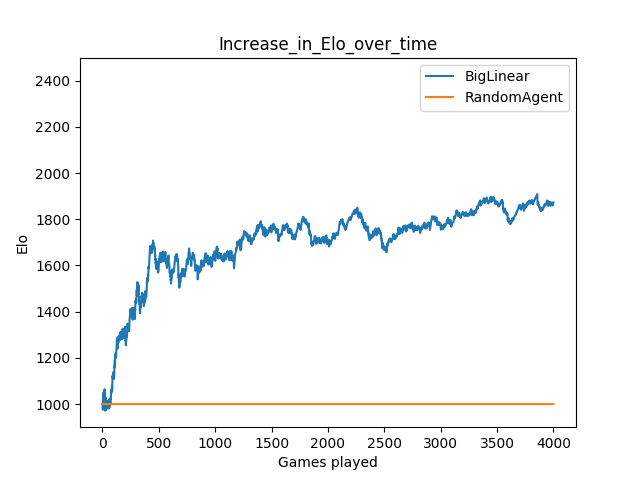 Increase_in_Elo_over_time
BigLinear
RandomAgent
Elo
2400
2200
2000
1800
1600
1400
1200
1000
0 500 1000 1500 2000 2500 3000 3500 4000
Games played